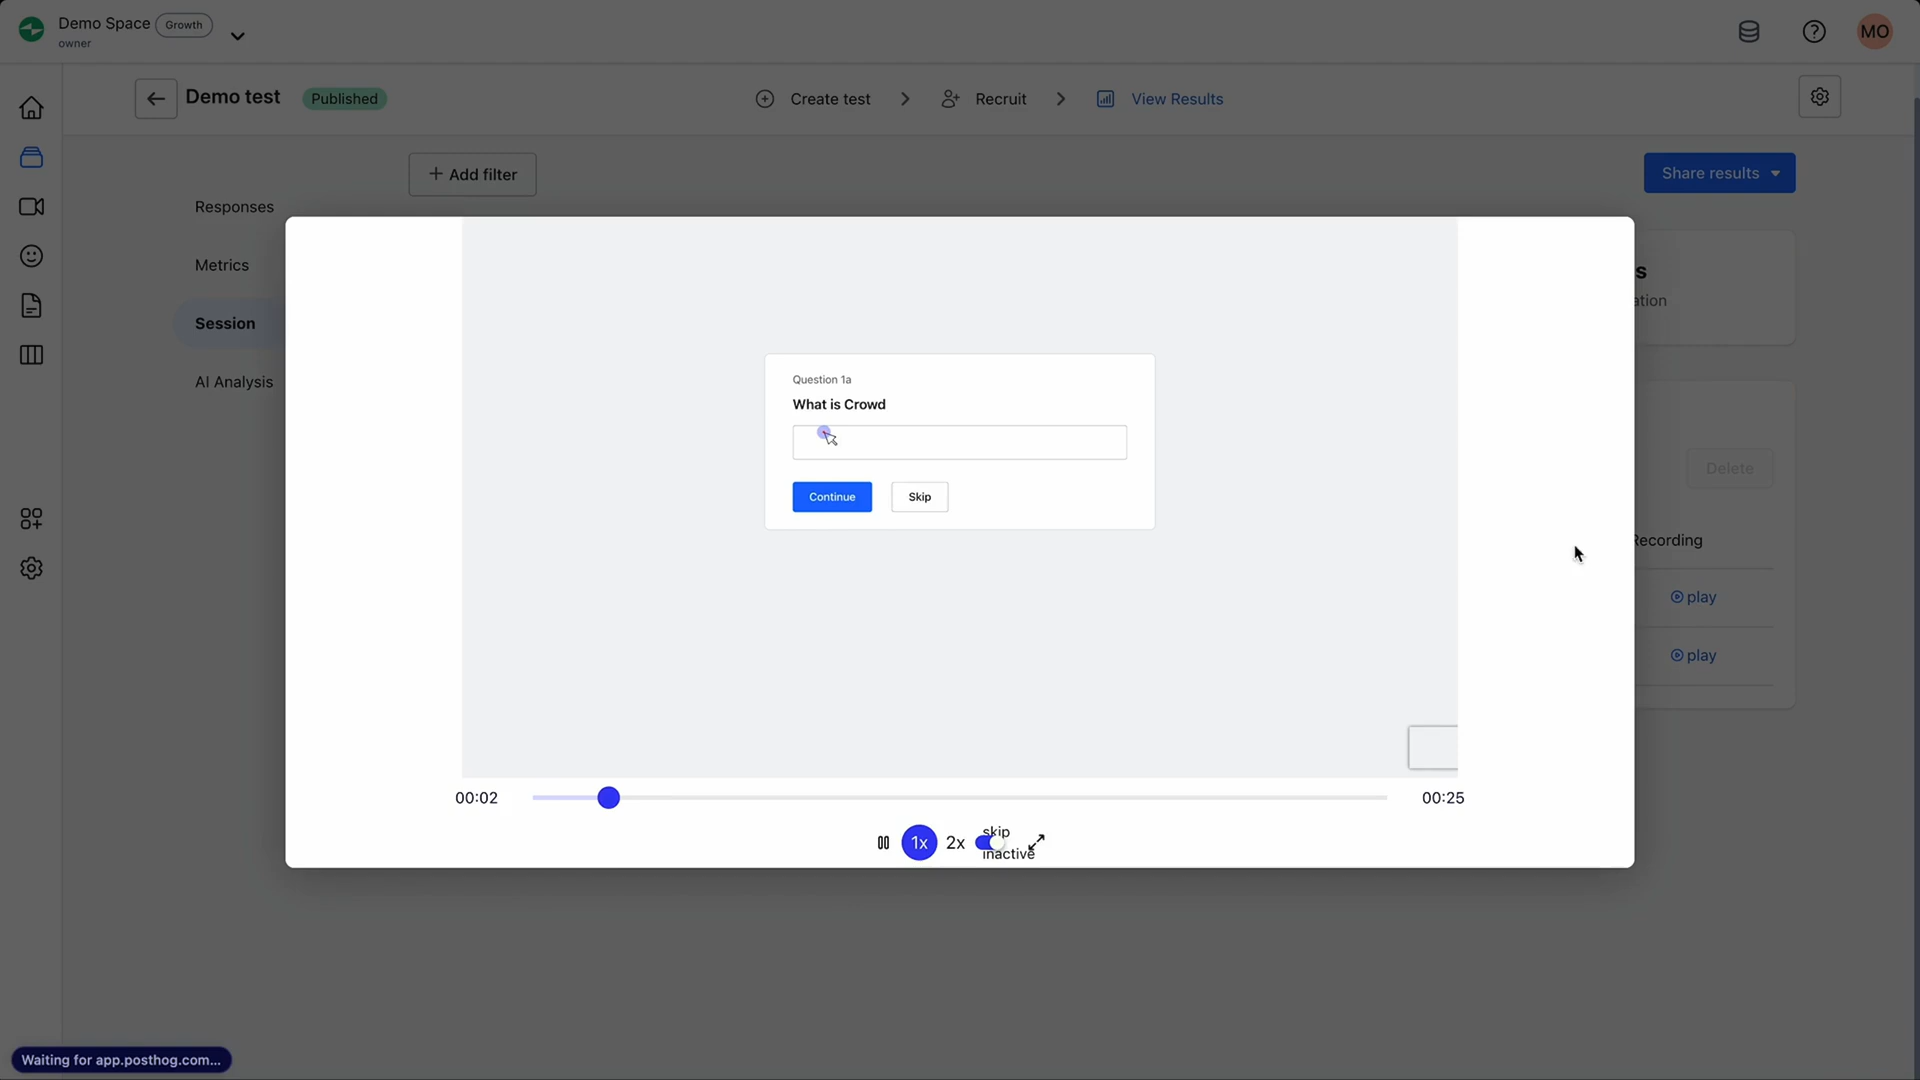 Demo Space Growth
owner
MO
Demo test Published
Create test
Recruit
View Results
Add filter
Share results
Responses
Metrics
Session
AI Analysis
s
ation
Question 1a
What is Crowd
Continue
Skip
Delete
Recording
play
play
00:02
00:25
1x
2x
skip
inactive
Waiting for app.posthog.com...